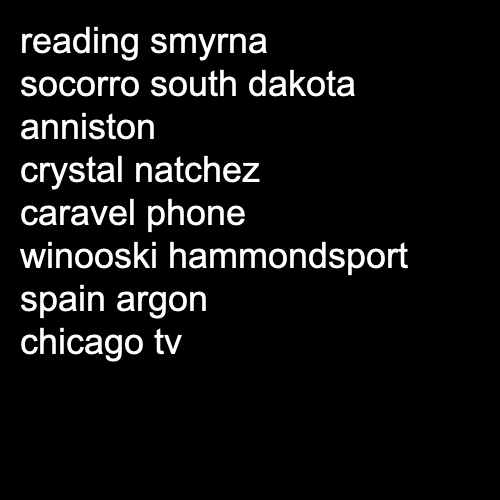 reading smyrna
socorro south dakota
anniston
crystal natchez
caravel phone
winooski hammondsport
spain argon
chicago tv